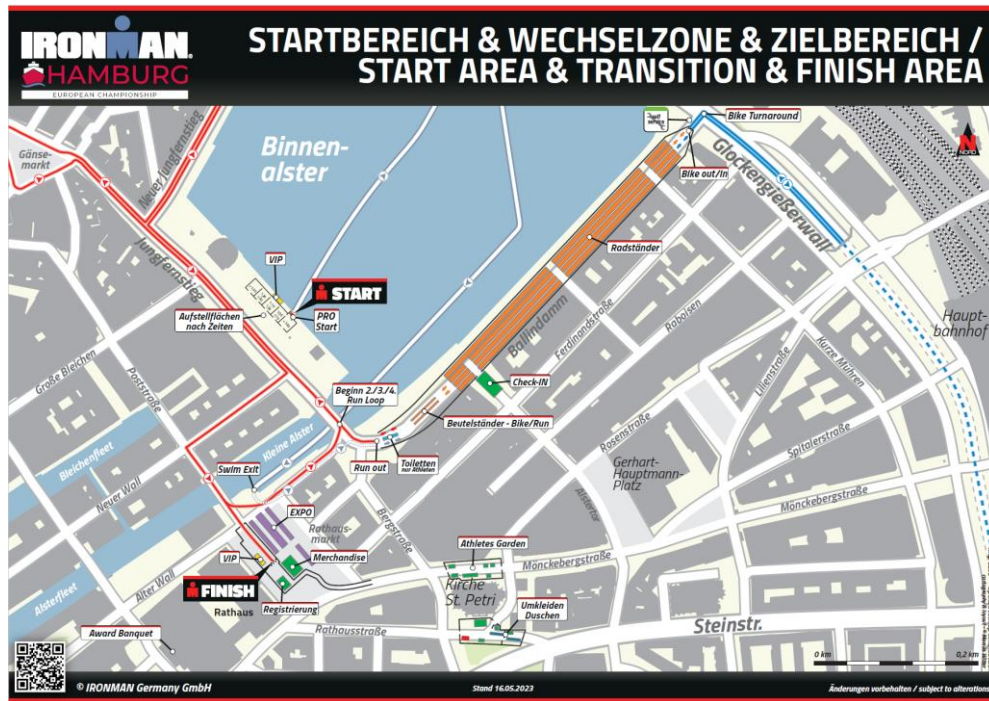 IRONMAN
HAMBURG
EUROPEAN CHAMPIONSHIP
STARTBEREICH & WECHSELZONE & ZIELBEREICH /
START AREA & TRANSITION & FINISH AREA
Gänse-
markt
Neuer Jungfernstieg
Binnen-
alster
Bike Turnaround
NORD
Bike out/In
Glockengießerwall
Jungfernstieg
VIP
START
Aufstellflächen
nach Zeiten
PRO
Start
Radständer
Ballindamm
Ferdinandstraße
Raboisen
Haupt-
bahnhof
Große Bleichen
Poststraße
Check-IN
Lilienstraße
Kurze Mühren
Beginn 2./3./4.
Run Loop
Beutelständer - Bike/Run
Bleichenfleet
Kleine Alster
Run out
Toiletten
nur Athleten
Rosenstraße
Spitalerstraße
Gerhart-
Hauptmann-
Platz
Swim Exit
Neuer Wall
Alstertor
Mönckebergstraße
EXPO
Rathaus-
markt
Bergstraße
Alsterfleet
Alter Wall
VIP
Merchandise
Athletes Garden
Mönckebergstraße
FINISH
Rathaus
Registrierung
Kirche
St. Petri
Umkleiden
Duschen
Rathausstraße
Steinstr.
Award Banquet
0 km
0,2 km
© IRONMAN Germany GmbH
Stand 16.05.2023
Änderungen vorbehalten / subject to alterations